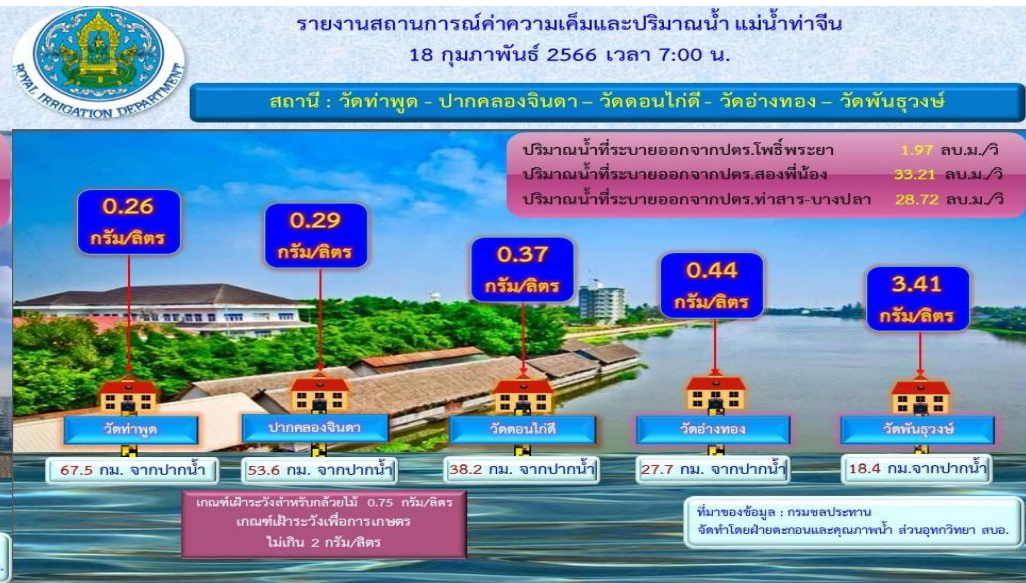 รายงานสถานการณ์ค่าความเค็มและปริมาณน้ำ แม่น้ำท่าจีน
18 กุมภาพันธ์ 2566 เวลา 7:00 น.
ROYAL IRRIGATION DEPARTMENT
สถานี : วัดท่าพูด - ปากคลองจินดา – วัดดอนไก่ดี - วัดอ่างทอง – วัดพันธุวงษ์
ปริมาณน้ำที่ระบายออกจากปตร.โพธิ์พระยา 1.97 ลบ.ม./วิ
ปริมาณน้ำที่ระบายออกจากปตร.สองพี่น้อง 33.21 ลบ.ม./วิ
ปริมาณน้ำที่ระบายออกจากปตร.ท่าสาร-บางปลา 28.72 ลบ.ม./วิ
0.26
กรัม/ลิตร
0.29
กรัม/ลิตร
0.37
กรัม/ลิตร
0.44
กรัม/ลิตร
3.41
กรัม/ลิตร
วัดท่าพูด
ปากคลองจินดา
วัดดอนไก่ดี
วัดอ่างทอง
วัดพันธุวงษ์
67.5 กม. จากปากน้ำ
53.6 กม. จากปากน้ำ
38.2 กม. จากปากน้ำ
27.7 กม. จากปากน้ำ
18.4 กม.จากปากน้ำ
เกณฑ์เฝ้าระวังสำหรับกล้วยไม้ 0.75 กรัม/ลิตร
เกณฑ์เฝ้าระวังเพื่อการเกษตร
ไม่เกิน 2 กรัม/ลิตร
ที่มาของข้อมูล : กรมชลประทาน
จัดทำโดยฝ่ายตะกอนและคุณภาพน้ำ ส่วนอุทกวิทยา สบอ.